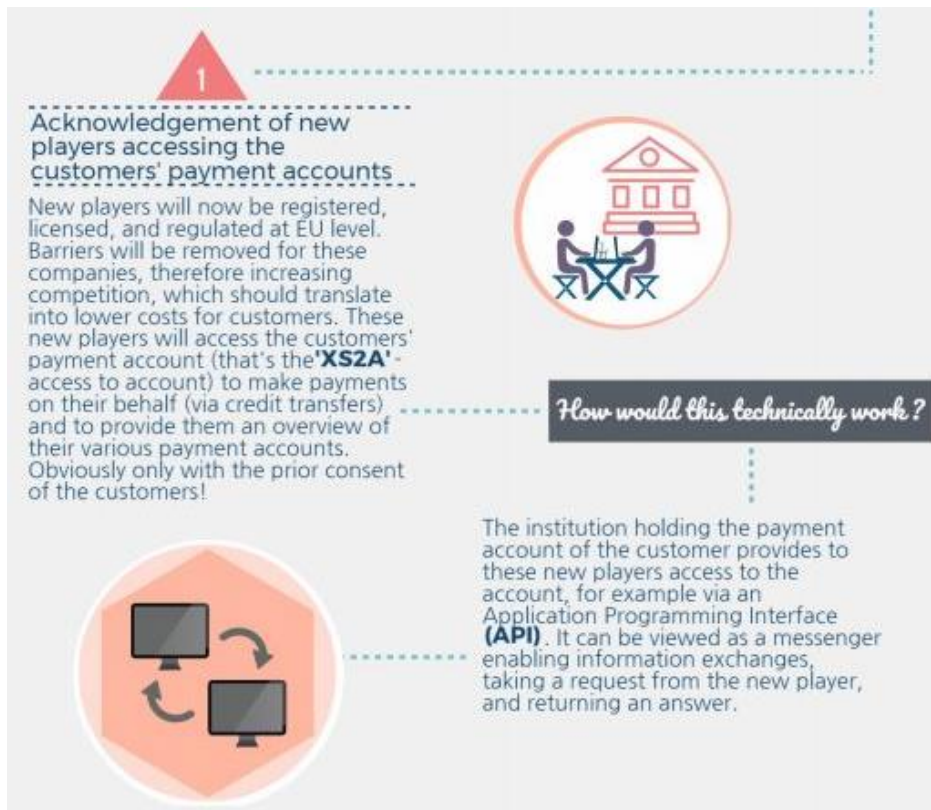 1
Acknowledgement of new
players accessing the
customers' payment accounts
New players will now be registered,
licensed, and regulated at EU level.
Barriers will be removed for these
companies, therefore increasing
competition, which should translate
into lower costs for customers. These
new players will access the customers'
payment account (that's the 'XS2A' -
access to account) to make payments
on their behalf (via credit transfers)
and to provide them an overview of
their various payment accounts.
Obviously only with the prior consent
of the customers!
How would this technically work ?
The institution holding the payment
account of the customer provides to
these new players access to the
account, for example via an
Application Programming Interface
(API). It can be viewed as a messenger
enabling information exchanges,
taking a request from the new player,
and returning an answer.